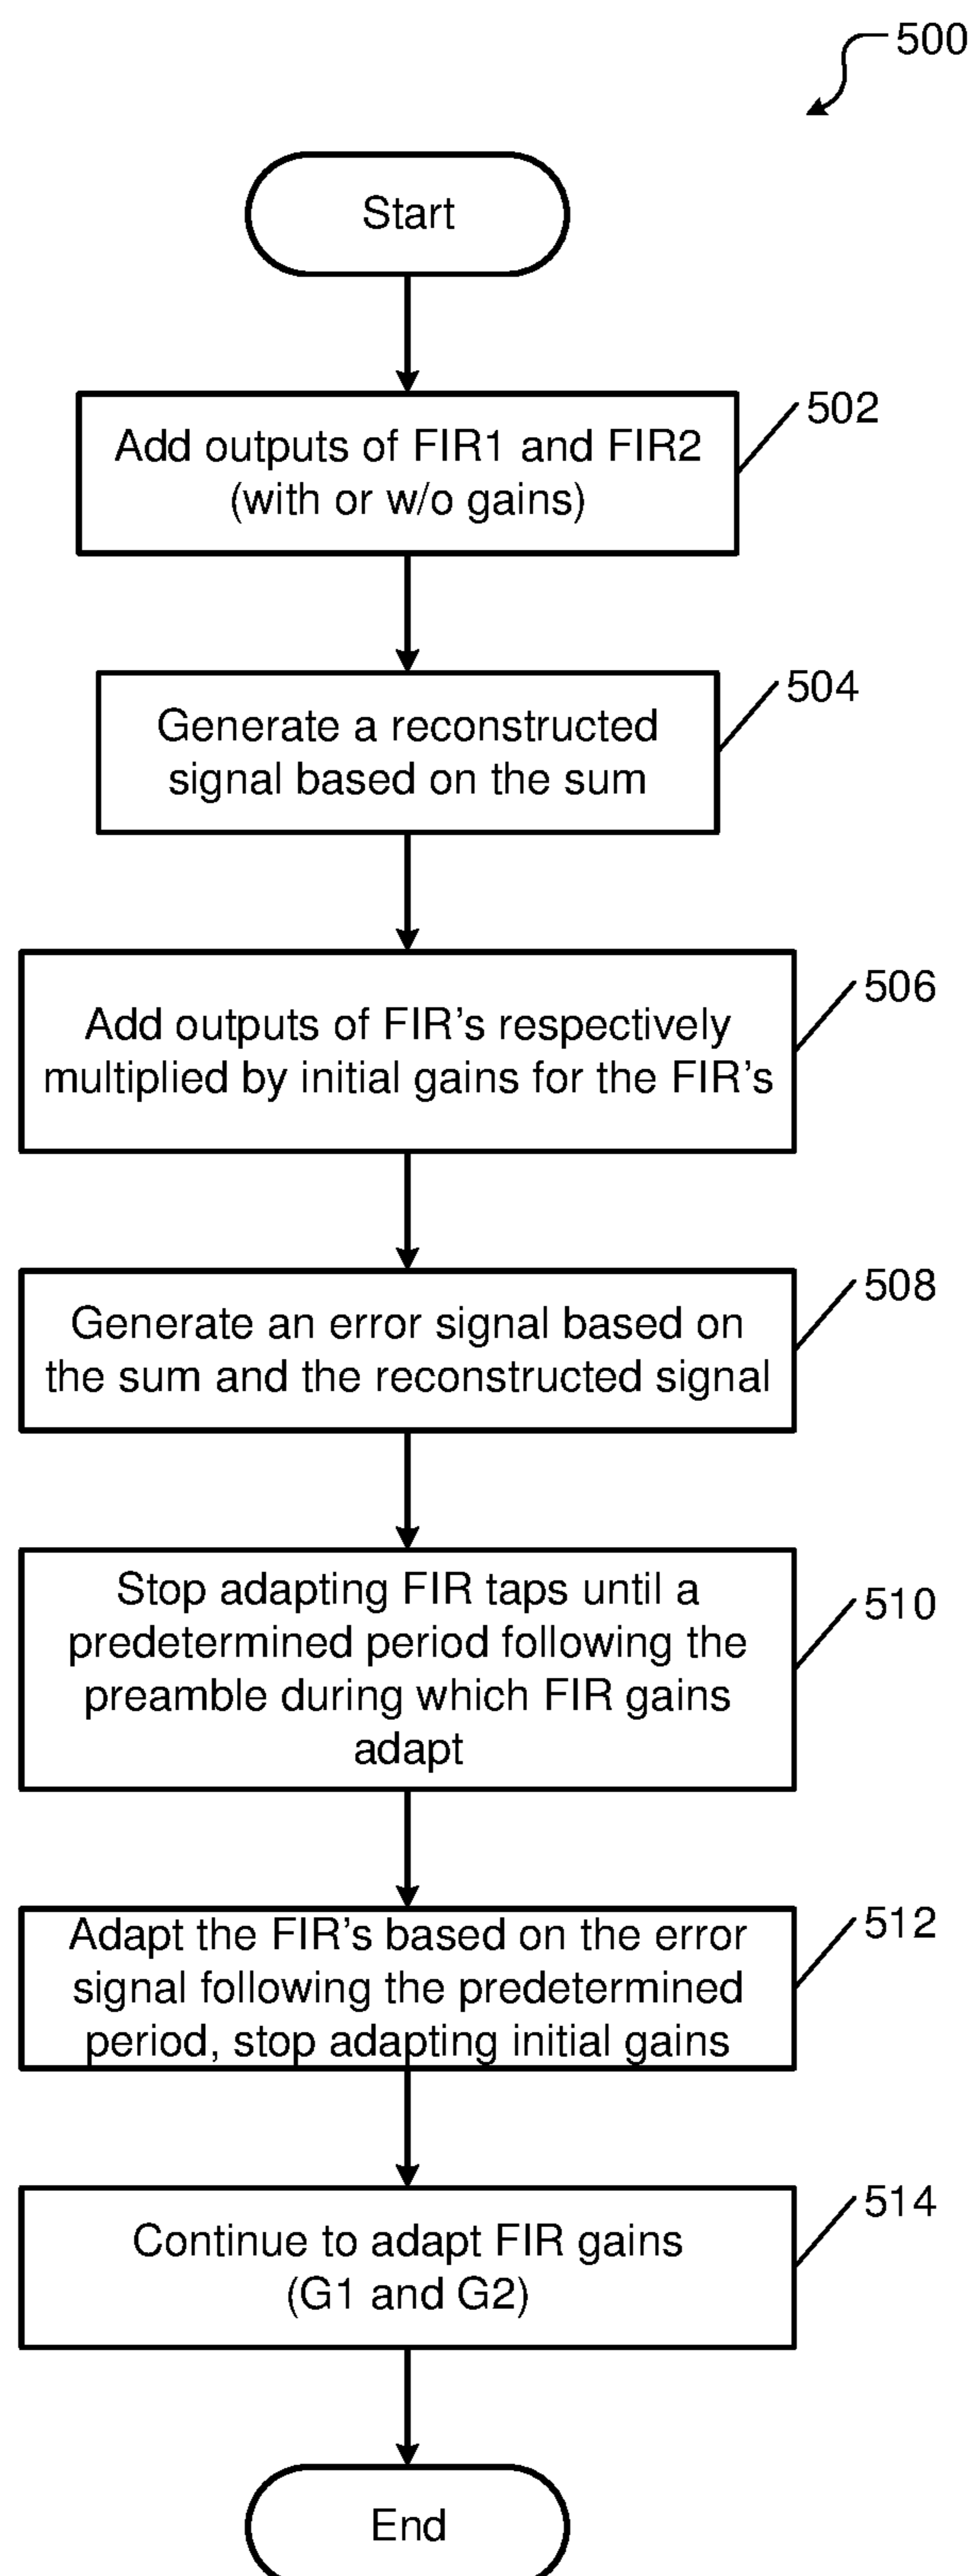 500
Start
502
Add outputs of FIR1 and FIR2
(with or w/o gains)
504
Generate a reconstructed
signal based on the sum
506
Add outputs of FIR's respectively
multiplied by initial gains for the FIR's
508
Generate an error signal based on
the sum and the reconstructed signal
510
Stop adapting FIR taps until a
predetermined period following the
preamble during which FIR gains
adapt
512
Adapt the FIR's based on the error
signal following the predetermined
period, stop adapting initial gains
514
Continue to adapt FIR gains
(G1 and G2)
End